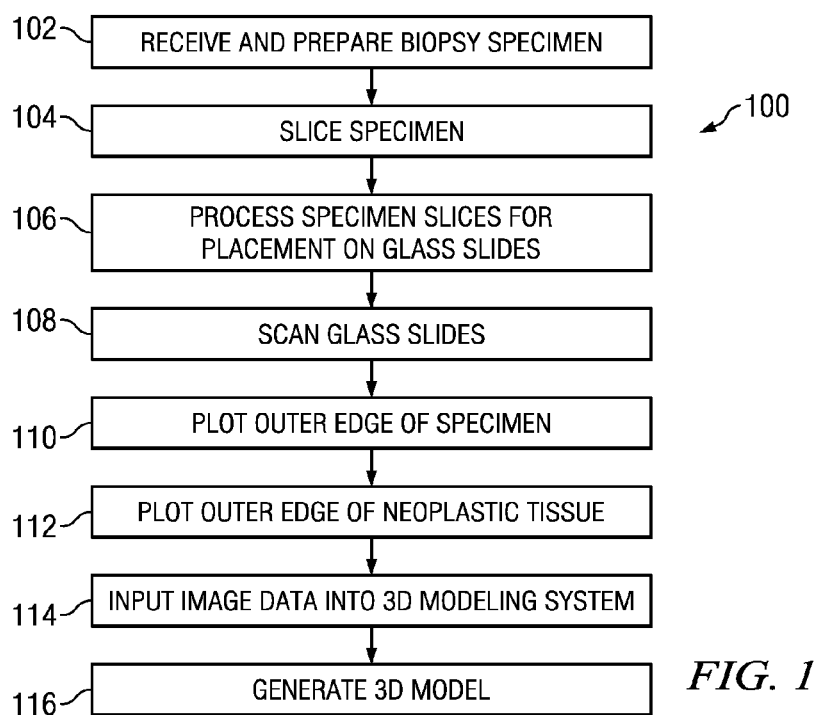 102
RECEIVE AND PREPARE BIOPSY SPECIMEN
104
SLICE SPECIMEN
100
106
PROCESS SPECIMEN SLICES FOR
PLACEMENT ON GLASS SLIDES
108
SCAN GLASS SLIDES
110
PLOT OUTER EDGE OF SPECIMEN
112
PLOT OUTER EDGE OF NEOPLASTIC TISSUE
114
INPUT IMAGE DATA INTO 3D MODELING SYSTEM
116
GENERATE 3D MODEL
FIG. 1